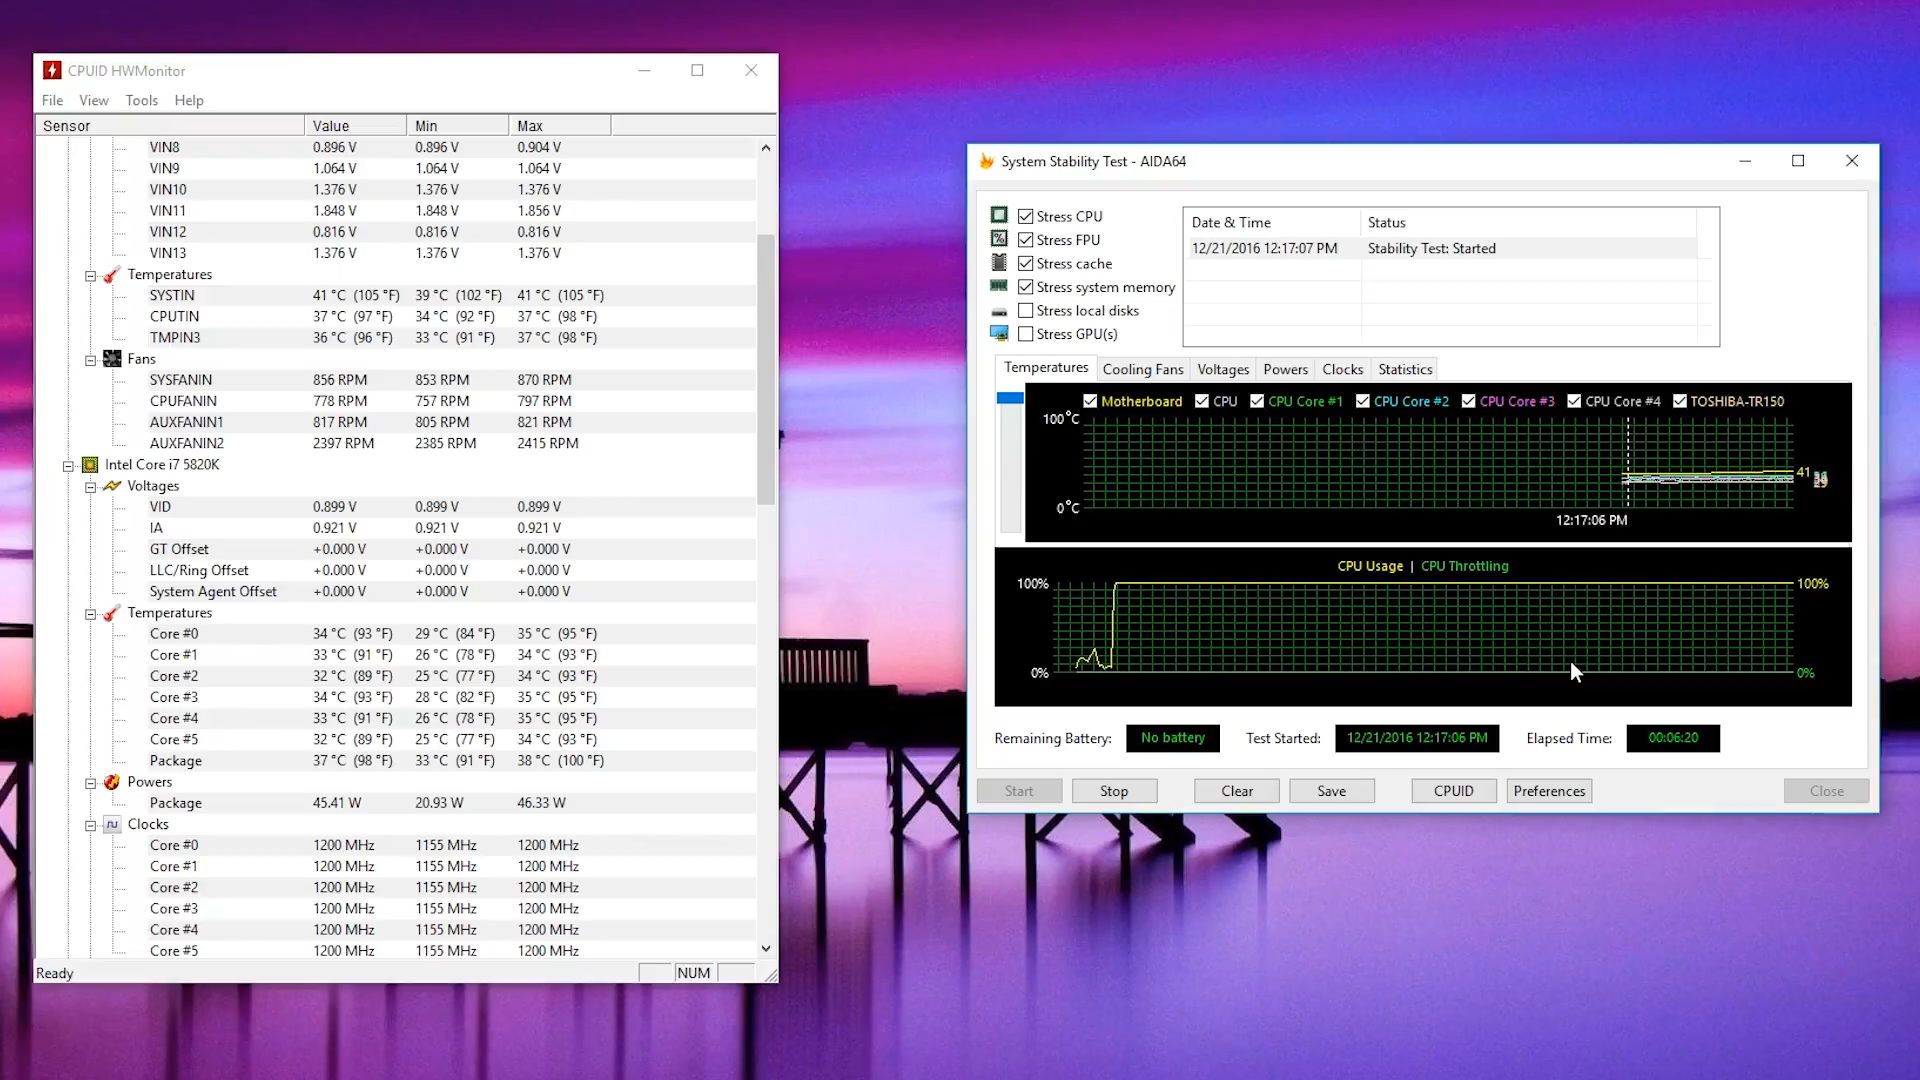 CPUID HWMonitor
File View Tools Help
Sensor Value Min Max
VIN8 0.896 V 0.896 V 0.904 V
VIN9 1.064 V 1.064 V 1.064 V
VIN10 1.376 V 1.376 V 1.376 V
VIN11 1.848 V 1.848 V 1.856 V
VIN12 0.816 V 0.816 V 0.816 V
VIN13 1.376 V 1.376 V 1.376 V
Temperatures
SYSTIN 41 °C (105 °F) 39 °C (102 °F) 41 °C (105 °F)
CPUTIN 37 °C (97 °F) 34 °C (92 °F) 37 °C (98 °F)
TMPIN3 36 °C (96 °F) 33 °C (91 °F) 37 °C (98 °F)
Fans
SYSFANIN 856 RPM 853 RPM 870 RPM
CPUFANIN 778 RPM 757 RPM 797 RPM
AUXFANIN1 817 RPM 805 RPM 821 RPM
AUXFANIN2 2397 RPM 2385 RPM 2415 RPM
Intel Core i7 5820K
Voltages
VID 0.899 V 0.899 V 0.899 V
IA 0.921 V 0.921 V 0.921 V
GT Offset +0.000 V +0.000 V +0.000 V
LLC/Ring Offset +0.000 V +0.000 V +0.000 V
System Agent Offset +0.000 V +0.000 V +0.000 V
Temperatures
Core #0 34 °C (93 °F) 29 °C (84 °F) 35 °C (95 °F)
Core #1 33 °C (91 °F) 26 °C (78 °F) 34 °C (93 °F)
Core #2 32 °C (89 °F) 25 °C (77 °F) 34 °C (93 °F)
Core #3 34 °C (93 °F) 28 °C (82 °F) 35 °C (95 °F)
Core #4 33 °C (91 °F) 26 °C (78 °F) 35 °C (95 °F)
Core #5 32 °C (89 °F) 25 °C (77 °F) 34 °C (93 °F)
Package 37 °C (98 °F) 33 °C (91 °F) 38 °C (100 °F)
Powers
Package 45.41 W 20.93 W 46.33 W
Clocks
Core #0 1200 MHz 1155 MHz 1200 MHz
Core #1 1200 MHz 1155 MHz 1200 MHz
Core #2 1200 MHz 1155 MHz 1200 MHz
Core #3 1200 MHz 1155 MHz 1200 MHz
Core #4 1200 MHz 1155 MHz 1200 MHz
Core #5 1200 MHz 1155 MHz 1200 MHz
Ready NUM
System Stability Test - AIDA64
Stress CPU
Stress FPU
Stress cache
Stress system memory
Stress local disks
Stress GPU(s)
Date & Time Status
12/21/2016 12:17:07 PM Stability Test: Started
Temperatures Cooling Fans Voltages Powers Clocks Statistics
Motherboard CPU CPU Core #1 CPU Core #2 CPU Core #3 CPU Core #4 TOSHIBA-TR150
100°C
41
0°C
12:17:06 PM
CPU Usage | CPU Throttling
100% 100%
0% 0%
Remaining Battery: No battery Test Started: 12/21/2016 12:17:06 PM Elapsed Time: 00:06:20
Start Stop Clear Save CPUID Preferences Close